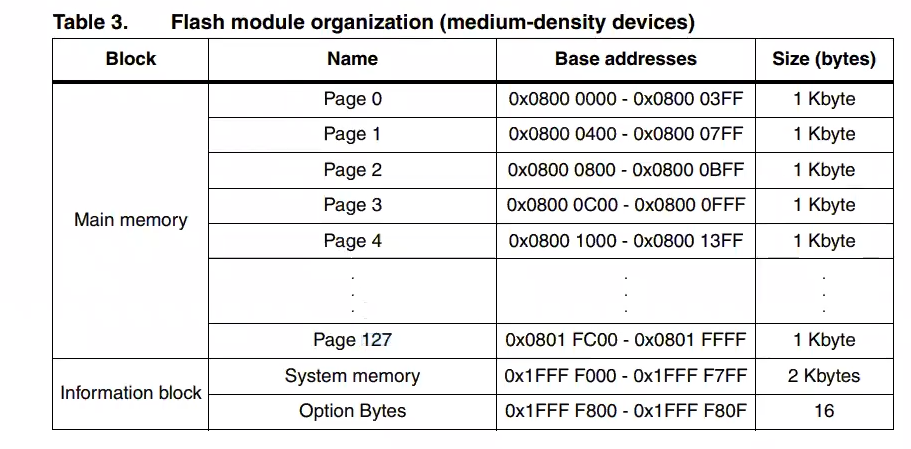 Table 3. Flash module organization (medium-density devices)
Block Name Base addresses Size (bytes)
Main memory
Page 0 0x0800 0000 - 0x0800 03FF 1 Kbyte
Page 1 0x0800 0400 - 0x0800 07FF 1 Kbyte
Page 2 0x0800 0800 - 0x0800 0BFF 1 Kbyte
Page 3 0x0800 0C00 - 0x0800 0FFF 1 Kbyte
Page 4 0x0800 1000 - 0x0800 13FF 1 Kbyte
. . .
. . .
. . .
Page 127 0x0801 FC00 - 0x0801 FFFF 1 Kbyte
Information block
System memory 0x1FFF F000 - 0x1FFF F7FF 2 Kbytes
Option Bytes 0x1FFF F800 - 0x1FFF F80F 16